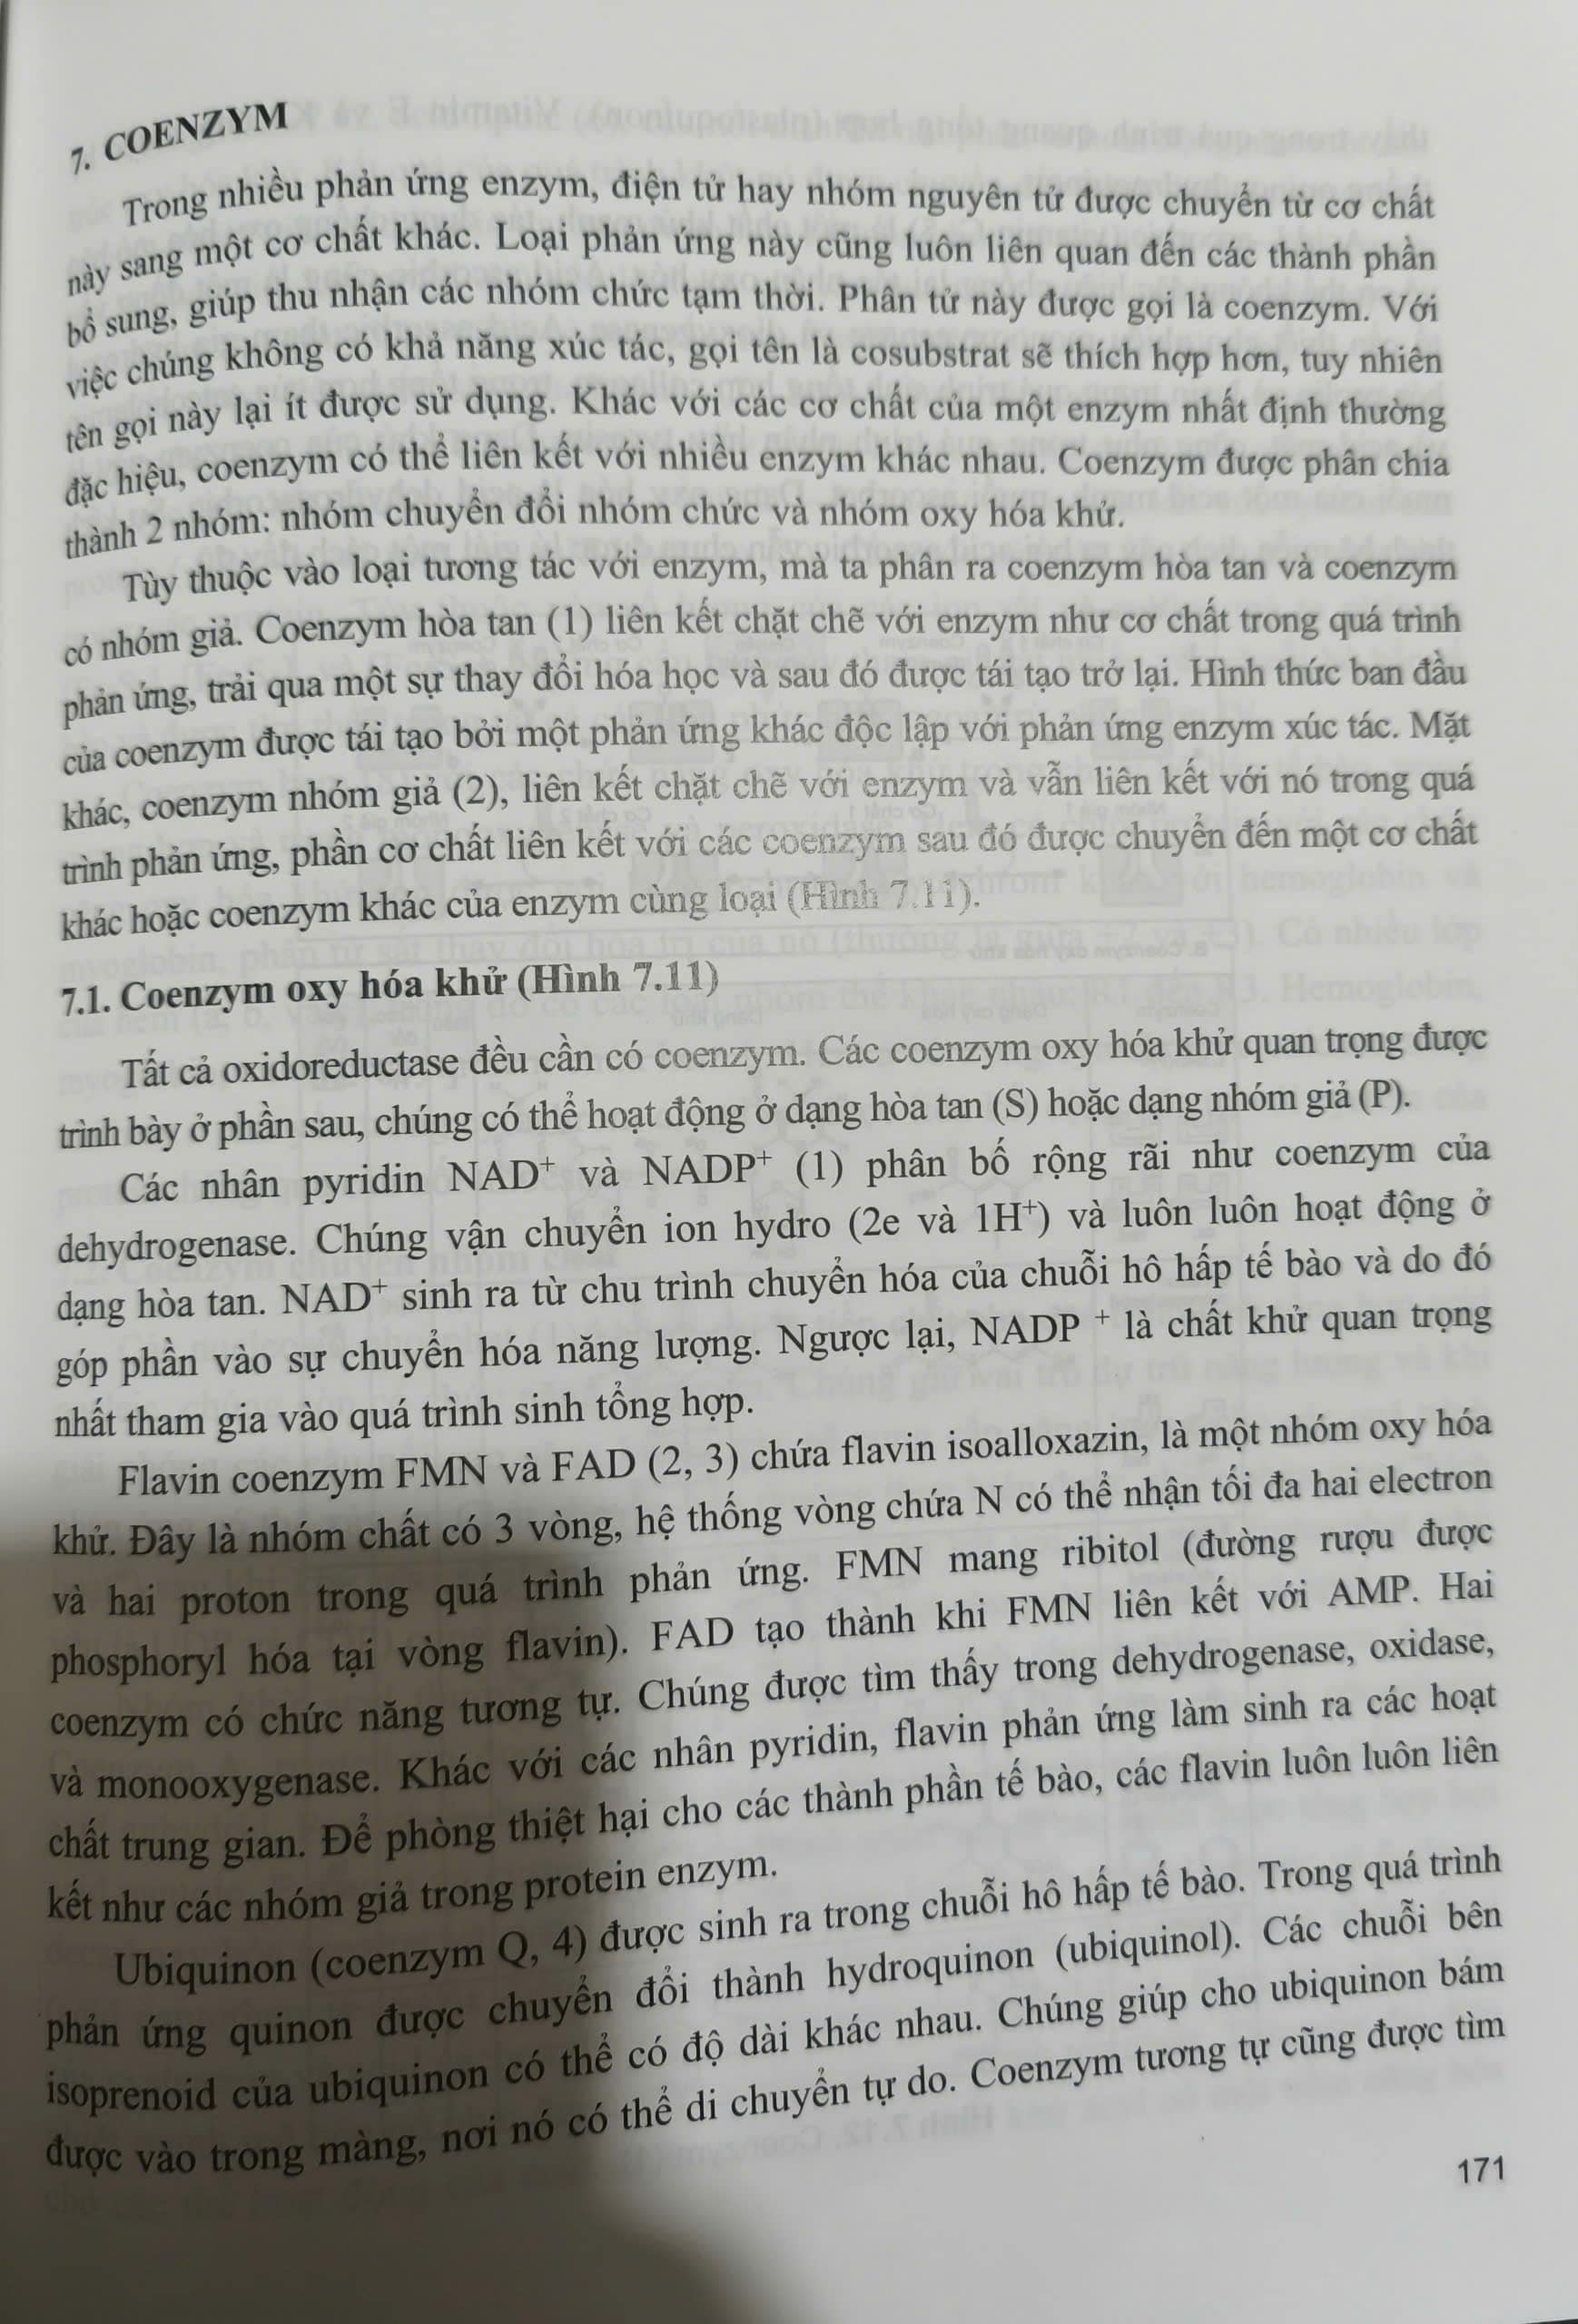 7. COENZYM
Trong nhiều phản ứng enzym, điện tử hay nhóm nguyên tử được chuyển từ cơ chất
này sang một cơ chất khác. Loại phản ứng này cũng luôn liên quan đến các thành phần
bổ sung, giúp thu nhận các nhóm chức tạm thời. Phân tử này được gọi là coenzym. Với
việc chúng không có khả năng xúc tác, gọi tên là cosubstrat sẽ thích hợp hơn, tuy nhiên
tên gọi này lại ít được sử dụng. Khác với các cơ chất của một enzym nhất định thường
đặc hiệu, coenzym có thể liên kết với nhiều enzym khác nhau. Coenzym được phân chia
thành 2 nhóm: nhóm chuyển đổi nhóm chức và nhóm oxy hóa khử.
Tùy thuộc vào loại tương tác với enzym, mà ta phân ra coenzym hòa tan và coenzym
có nhóm giả. Coenzym hòa tan (1) liên kết chặt chẽ với enzym như cơ chất trong quá trình
phản ứng, trải qua một sự thay đổi hóa học và sau đó được tái tạo trở lại. Hình thức ban đầu
của coenzym được tái tạo bởi một phản ứng khác độc lập với phản ứng enzym xúc tác. Mặt
khác, coenzym nhóm giả (2), liên kết chặt chẽ với enzym và vẫn liên kết với nó trong quá
trình phản ứng, phần cơ chất liên kết với các coenzym sau đó được chuyển đến một cơ chất
khác hoặc coenzym khác của enzym cùng loại (Hình 7.11).
7.1. Coenzym oxy hóa khử (Hình 7.11)
Tất cả oxidoreductase đều cần có coenzym. Các coenzym oxy hóa khử quan trọng được
trình bày ở phần sau, chúng có thể hoạt động ở dạng hòa tan (S) hoặc dạng nhóm giả (P).
Các nhân pyridin NAD⁺ và NADP⁺ (1) phân bố rộng rãi như coenzym của
dehydrogenase. Chúng vận chuyển ion hydro (2e và 1H⁺) và luôn luôn hoạt động ở
dạng hòa tan. NAD⁺ sinh ra từ chu trình chuyển hóa của chuỗi hô hấp tế bào và do đó
góp phần vào sự chuyển hóa năng lượng. Ngược lại, NADP ⁺ là chất khử quan trọng
nhất tham gia vào quá trình sinh tổng hợp.
Flavin coenzym FMN và FAD (2, 3) chứa flavin isoalloxazin, là một nhóm oxy hóa
khử. Đây là nhóm chất có 3 vòng, hệ thống vòng chứa N có thể nhận tối đa hai electron
và hai proton trong quá trình phản ứng. FMN mang ribitol (đường rượu được
phosphoryl hóa tại vòng flavin). FAD tạo thành khi FMN liên kết với AMP. Hai
coenzym có chức năng tương tự. Chúng được tìm thấy trong dehydrogenase, oxidase,
và monooxygenase. Khác với các nhân pyridin, flavin phản ứng làm sinh ra các hoạt
chất trung gian. Để phòng thiệt hại cho các thành phần tế bào, các flavin luôn luôn liên
kết như các nhóm giả trong protein enzym.
Ubiquinon (coenzym Q, 4) được sinh ra trong chuỗi hô hấp tế bào. Trong quá trình
phản ứng quinon được chuyển đổi thành hydroquinon (ubiquinol). Các chuỗi bên
isoprenoid của ubiquinon có thể có độ dài khác nhau. Chúng giúp cho ubiquinon bám
được vào trong màng, nơi nó có thể di chuyển tự do. Coenzym tương tự cũng được tìm
171